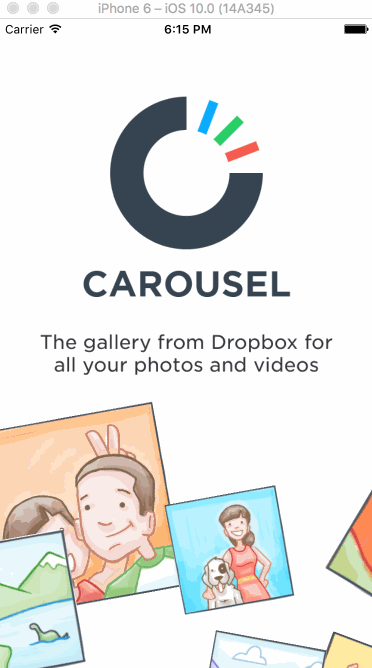 iPhone 6 – iOS 10.0 (14A345)
Carrier 6:15 PM
CAROUSEL
The gallery from Dropbox for
all your photos and videos